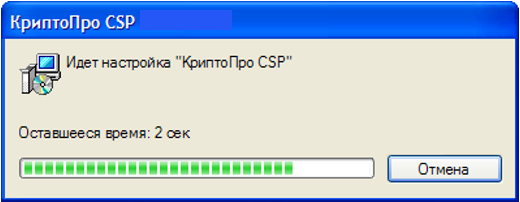 КриптоПро CSP
Идет настройка "КриптоПро CSP"
Оставшееся время: 2 сек
Отмена